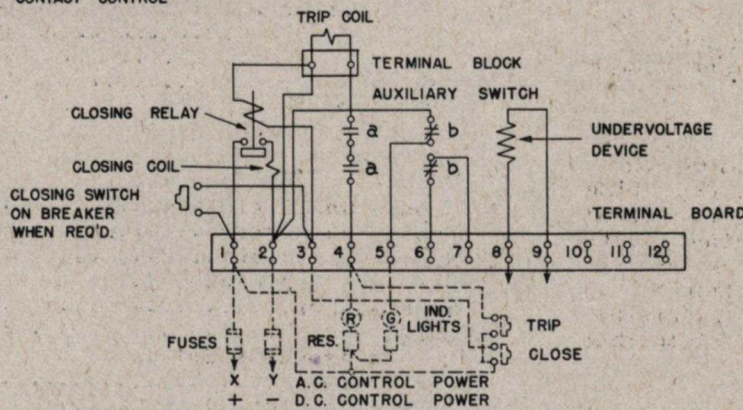 CONTACT CONTROL
TRIP COIL
TERMINAL BLOCK
AUXILIARY SWITCH
CLOSING RELAY
a
b
UNDERVOLTAGE
DEVICE
CLOSING COIL
a
b
CLOSING SWITCH
ON BREAKER
WHEN REQ'D.
TERMINAL BOARD
1 2 3 4 5 6 7 8 9 10 11 12
R G
IND.
LIGHTS
FUSES
RES.
TRIP
CLOSE
X Y A.C. CONTROL POWER
+ - D.C. CONTROL POWER